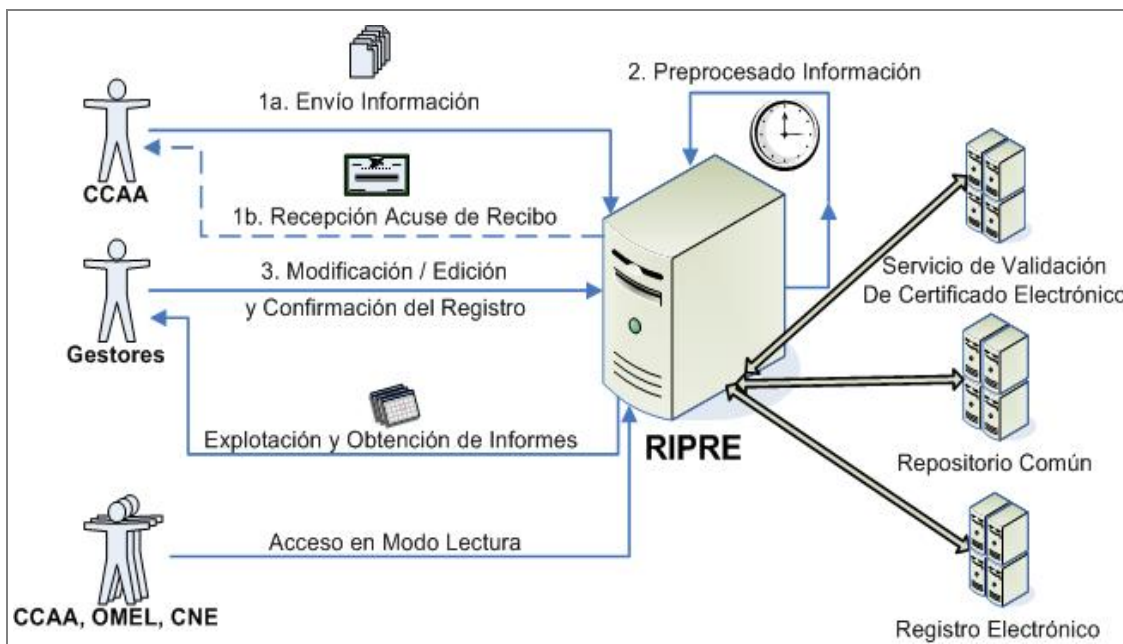 2. Preprocesado Información
1a. Envío Información
CCAA
1b. Recepción Acuse de Recibo
3. Modificación / Edición
y Confirmación del Registro
Gestores
Servicio de Validación
De Certificado Electrónico
Explotación y Obtención de Informes
RIPRE
Repositorio Común
Acceso en Modo Lectura
CCAA, OMEL, CNE
Registro Electrónico